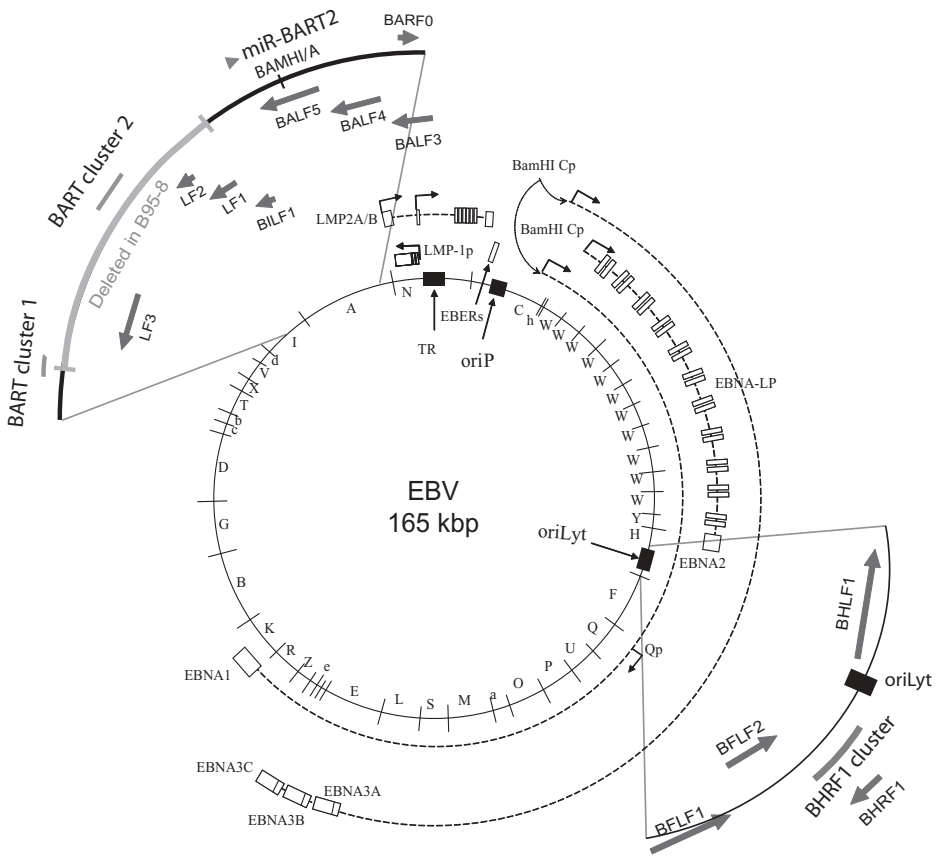 BARF0
miR-BART2
BAMHI/A
BALF5
BALF4
BALF3
BART cluster 2
Deleted in B95-8
LF2
LF1
BILF1
LF3
BART cluster 1
BamHI Cp
BamHI Cp
LMP2A/B
LMP-1p
EBERs
TR
oriP
EBNA-LP
EBNA2
oriLyt
EBV
165 kbp
A
N
C
h
W
W
W
W
W
W
W
W
W
W
W
Y
H
F
Q
U
P
O
a
M
S
L
E
e
Z
R
K
B
G
D
c
b
T
X
V
d
I
Qp
EBNA1
EBNA3C
EBNA3B
EBNA3A
BHLF1
oriLyt
BFLF2
BHRF1 cluster
BHRF1
BFLF1